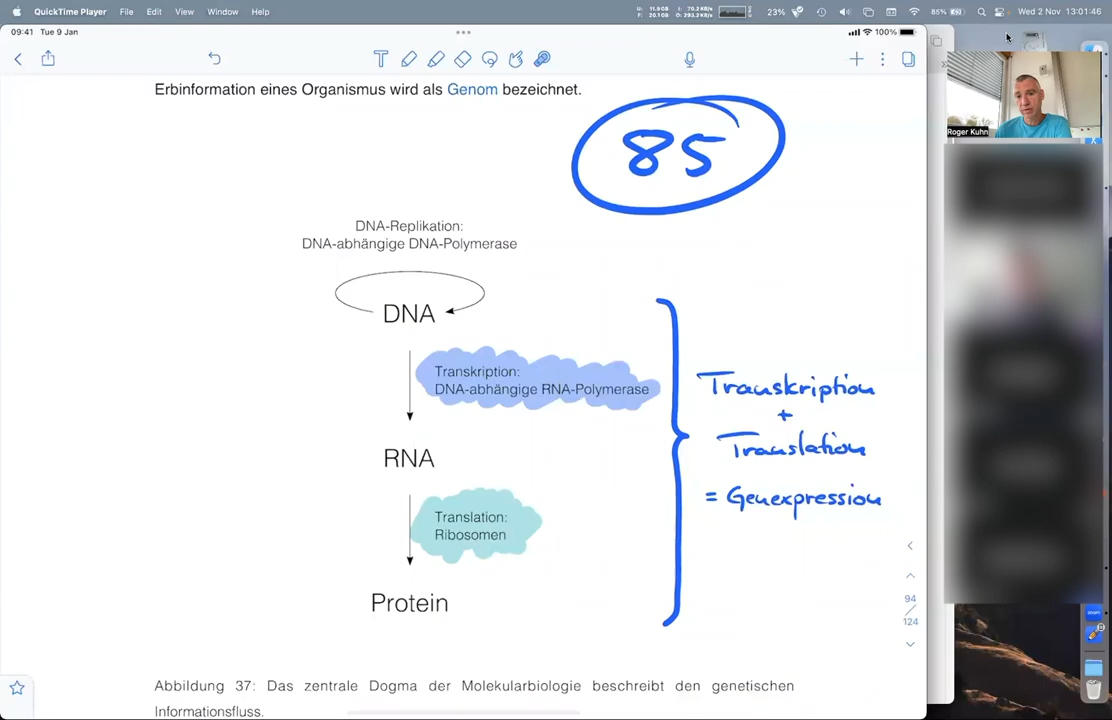 QuickTime Player File Edit View Window Help
23%
85%
Wed 2 Nov 13:01:46
09:41 Tue 9 Jan
100%
Erbinformation eines Organismus wird als Genom bezeichnet.
85
Roger Kuhn
DNA-Replikation:
DNA-abhängige DNA-Polymerase
DNA
Transkription:
DNA-abhängige RNA-Polymerase
RNA
Translation:
Ribosomen
Protein
Transkription
+
Translation
= Genexpression
94
124
Abbildung 37: Das zentrale Dogma der Molekularbiologie beschreibt den genetischen
Informationsfluss.
zoom